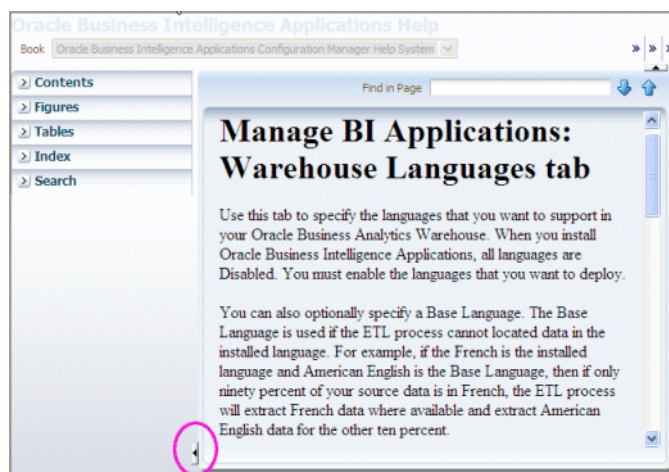 Oracle Business Intelligence Applications Help
Book Oracle Business Intelligence Applications Configuration Manager Help System
Contents
Figures
Tables
Index
Search
Find in Page
Manage BI Applications:
Warehouse Languages tab
Use this tab to specify the languages that you want to support in
your Oracle Business Analytics Warehouse. When you install
Oracle Business Intelligence Applications, all languages are
Disabled. You must enable the languages that you want to deploy.
You can also optionally specify a Base Language. The Base
Language is used if the ETL process cannot located data in the
installed language. For example, if the French is the installed
language and American English is the Base Language, then if only
ninety percent of your source data is in French, the ETL process
will extract French data where available and extract American
English data for the other ten percent.